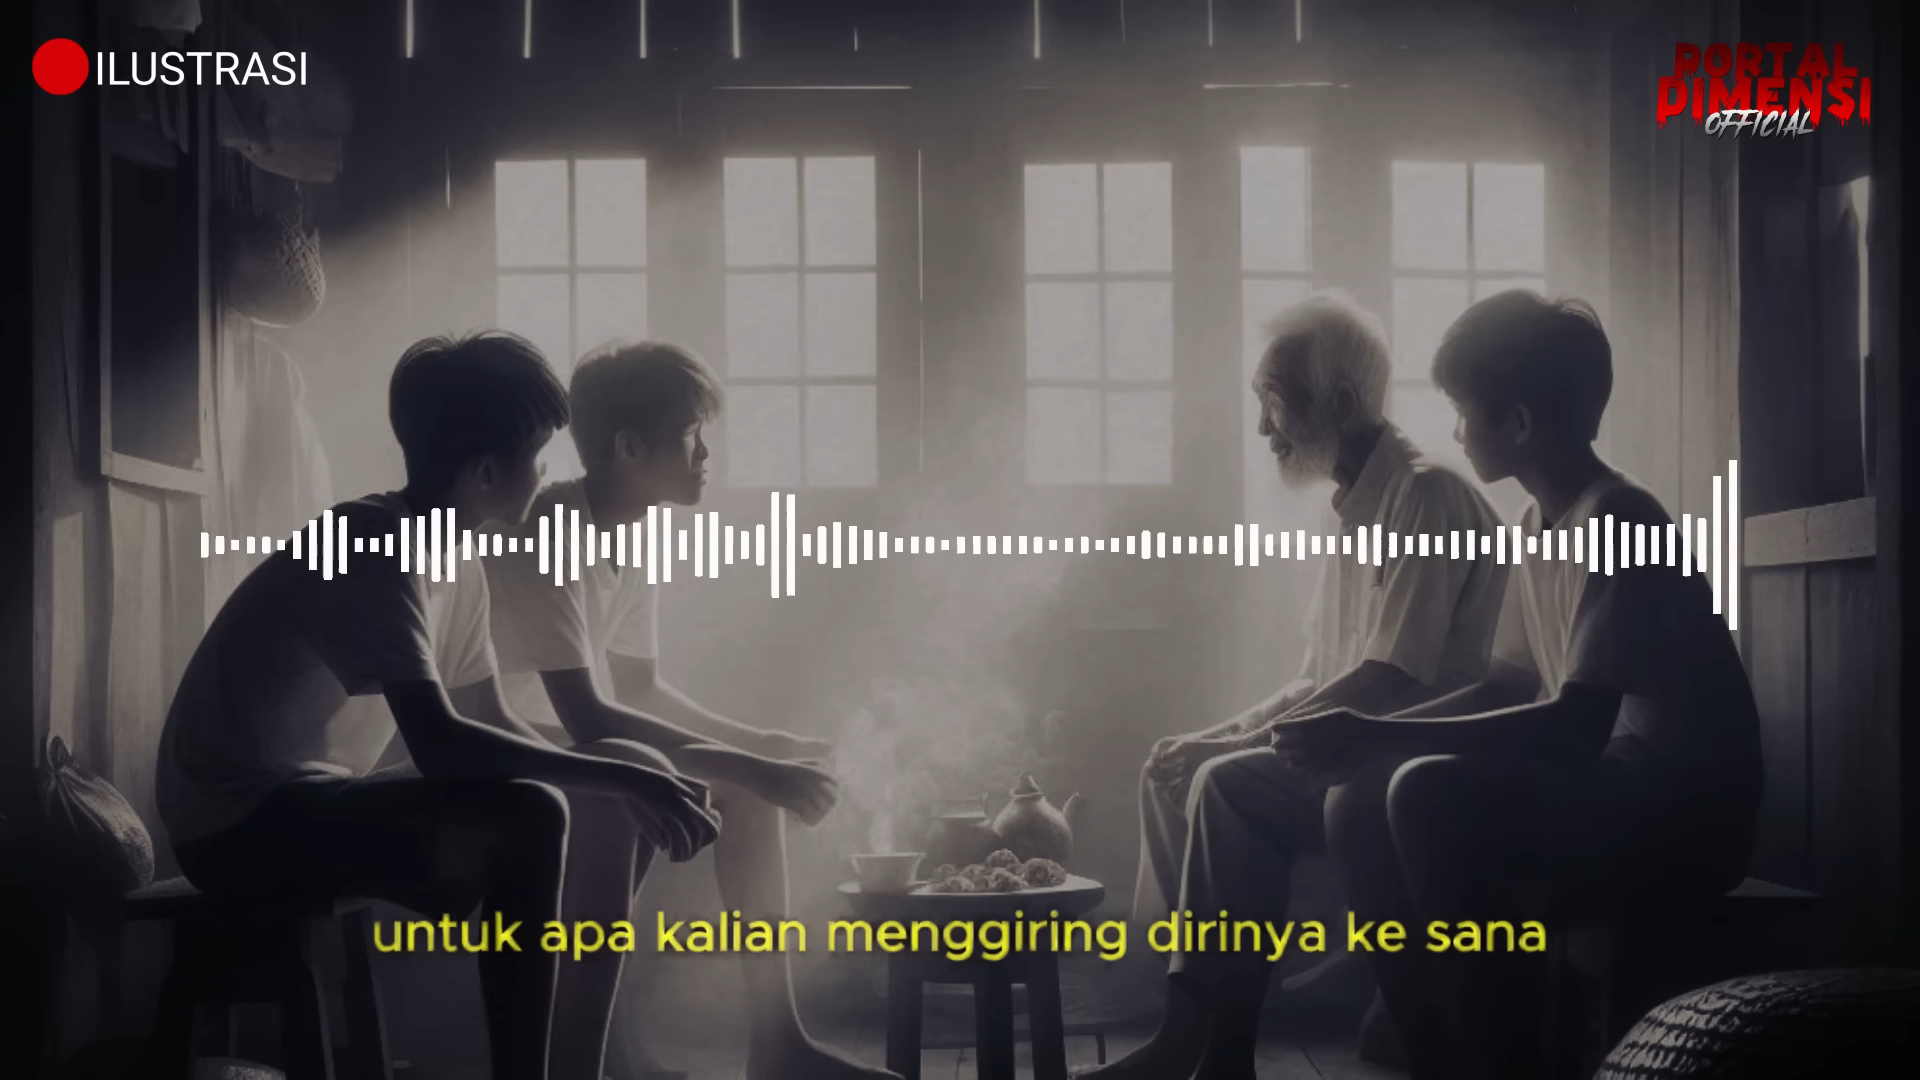 ILUSTRASI
PORTAL
DIMENSI
OFFICIAL
untuk apa kalian menggiring dirinya ke sana